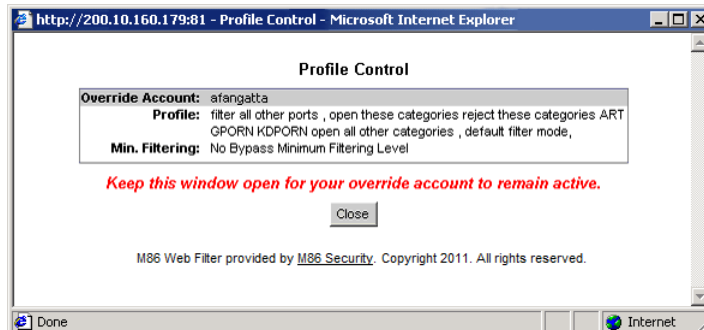 http://200.10.160.179:81 - Profile Control - Microsoft Internet Explorer
Profile Control
Override Account: afangatta
Profile: filter all other ports , open these categories reject these categories ART
GPORN KDPORN open all other categories , default filter mode,
Min. Filtering: No Bypass Minimum Filtering Level
Keep this window open for your override account to remain active.
Close
M86 Web Filter provided by M86 Security. Copyright 2011. All rights reserved.
Done
Internet